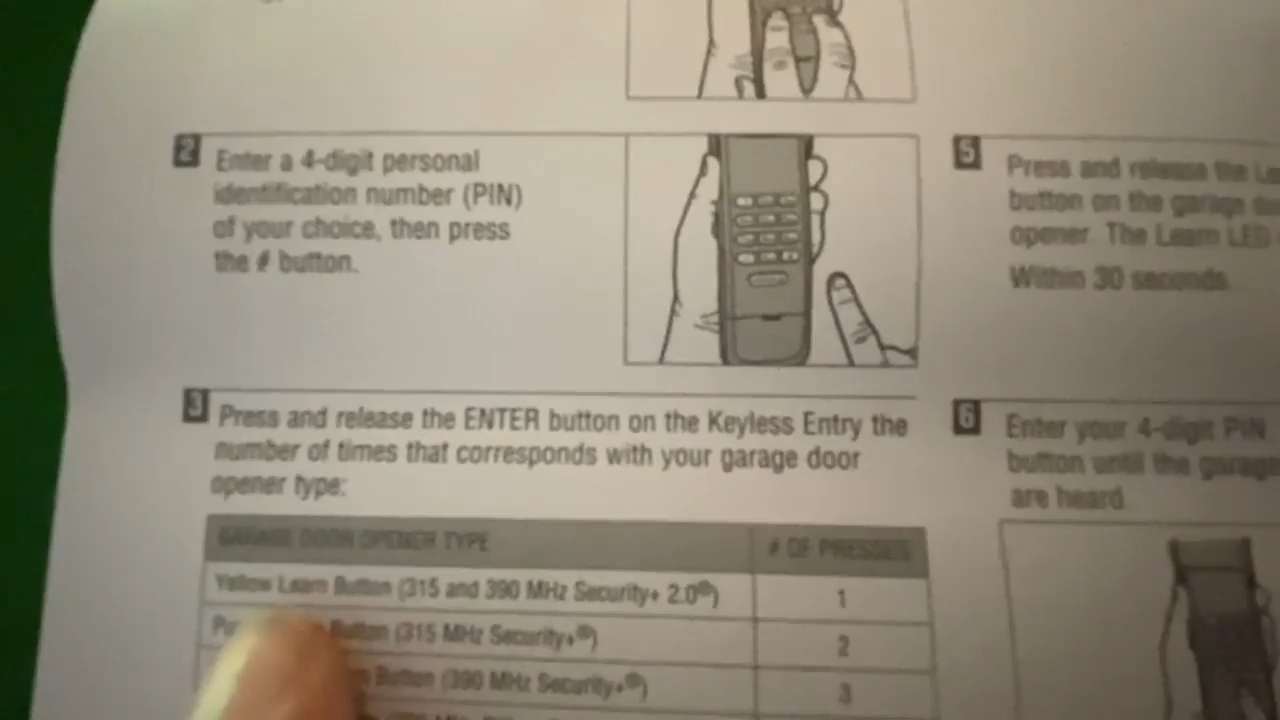 2
Enter a 4-digit personal
identification number (PIN)
of your choice, then press
the # button.
3
Press and release the ENTER button on the Keyless Entry the
number of times that corresponds with your garage door
opener type:
GARAGE DOOR OPENER TYPE # OF PRESSES
Yellow Learn Button (315 and 390 MHz Security+ 2.0®) 1
Button (315 MHz Security+®) 2
Button (390 MHz Security+®) 3
5
Press and release the
button on the garage
opener. The Learn LED
Within 30 seconds
6
Enter your 4-digit PIN
button until the garage
are heard.